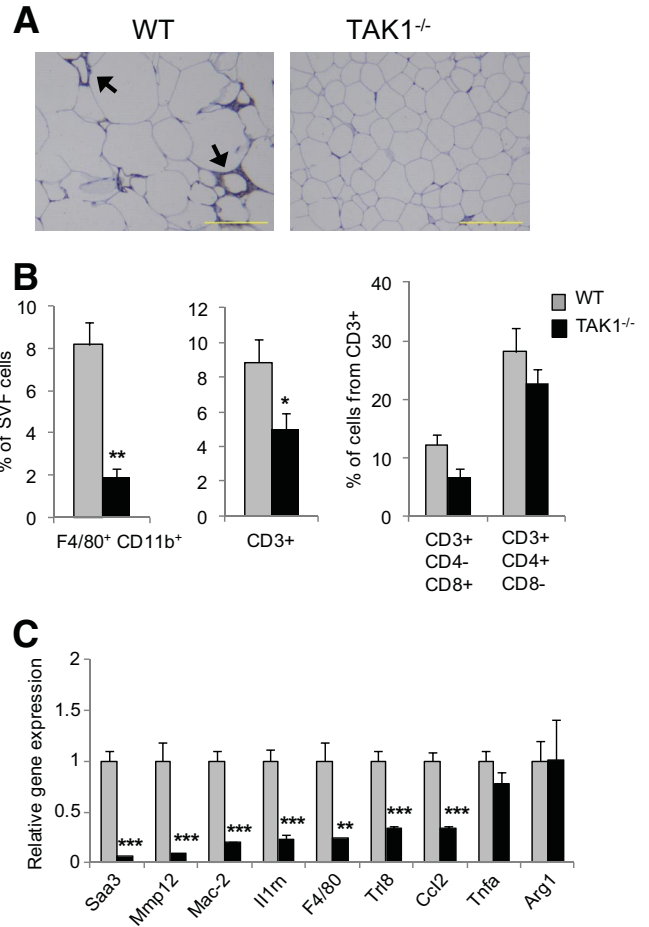 A
WT
TAK1-/-
B
% of SVF cells
10
8
6
4
2
0
**
F4/80+ CD11b+
12
10
8
6
4
2
0
*
CD3+
% of cells from CD3+
40
30
20
10
0
CD3+
CD4-
CD8+
CD3+
CD4+
CD8-
WT
TAK1-/-
C
Relative gene expression
2
1.5
1
0.5
0
***
***
***
***
**
***
***
Saa3
Mmp12
Mac-2
Il1rn
F4/80
Trl8
Ccl2
Tnfa
Arg1